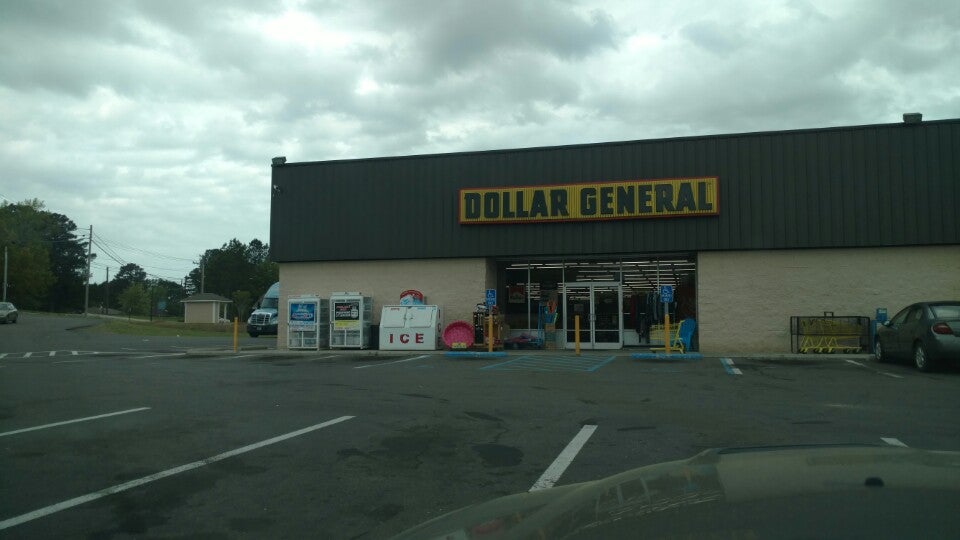 DOLLAR GENERAL
ICE